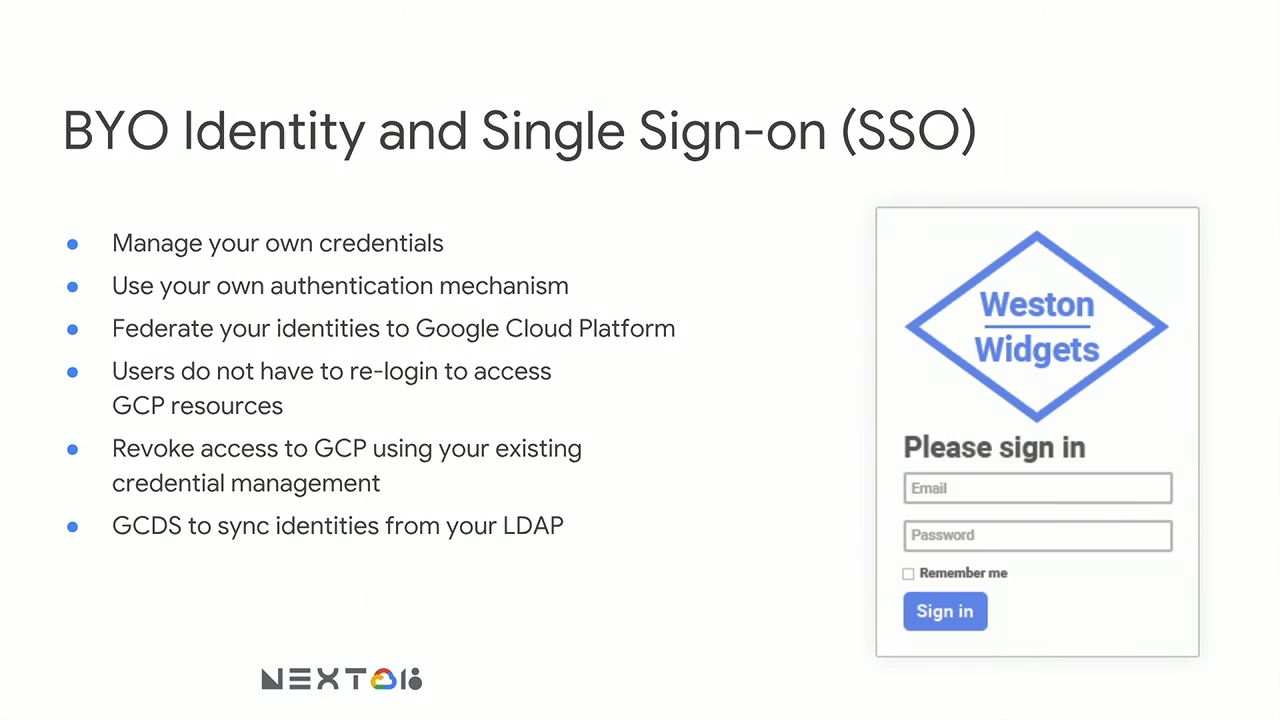 BYO Identity and Single Sign-on (SSO)
Manage your own credentials
Use your own authentication mechanism
Federate your identities to Google Cloud Platform
Users do not have to re-login to access
GCP resources
Revoke access to GCP using your existing
credential management
GCDS to sync identities from your LDAP
Weston
Widgets
Please sign in
Email
Password
Remember me
Sign in
NEXT 18